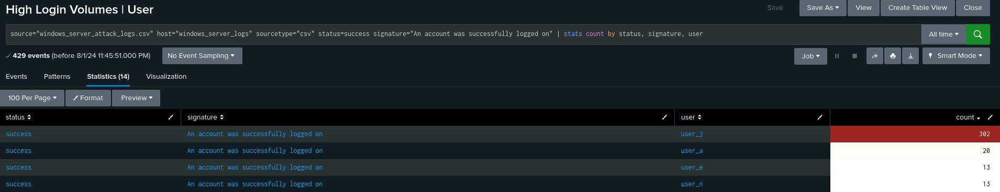 High Login Volumes | User
Save Save As View Create Table View Close
source="windows_server_attack_logs.csv" host="windows_server_logs" sourcetype="csv" status=success signature="An account was successfully logged on" | stats count by status, signature, user
All time
429 events (before 8/1/24 11:45:51.000 PM) No Event Sampling Job Smart Mode
Events Patterns Statistics (14) Visualization
100 Per Page Format Preview
status signature user count
success An account was successfully logged on user_j 302
success An account was successfully logged on user_a 20
success An account was successfully logged on user_e 13
success An account was successfully logged on user_n 13